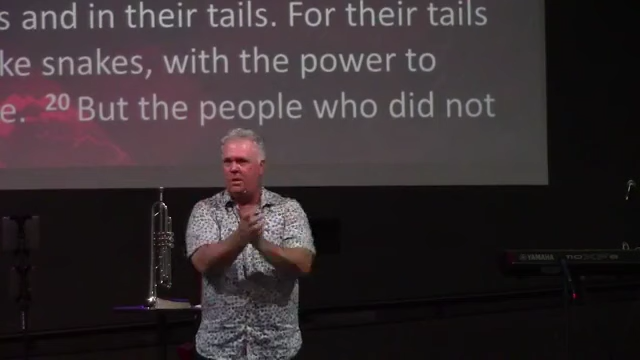 s and in their tails. For their tails
ke snakes, with the power to
e. 20 But the people who did not
YAMAHA